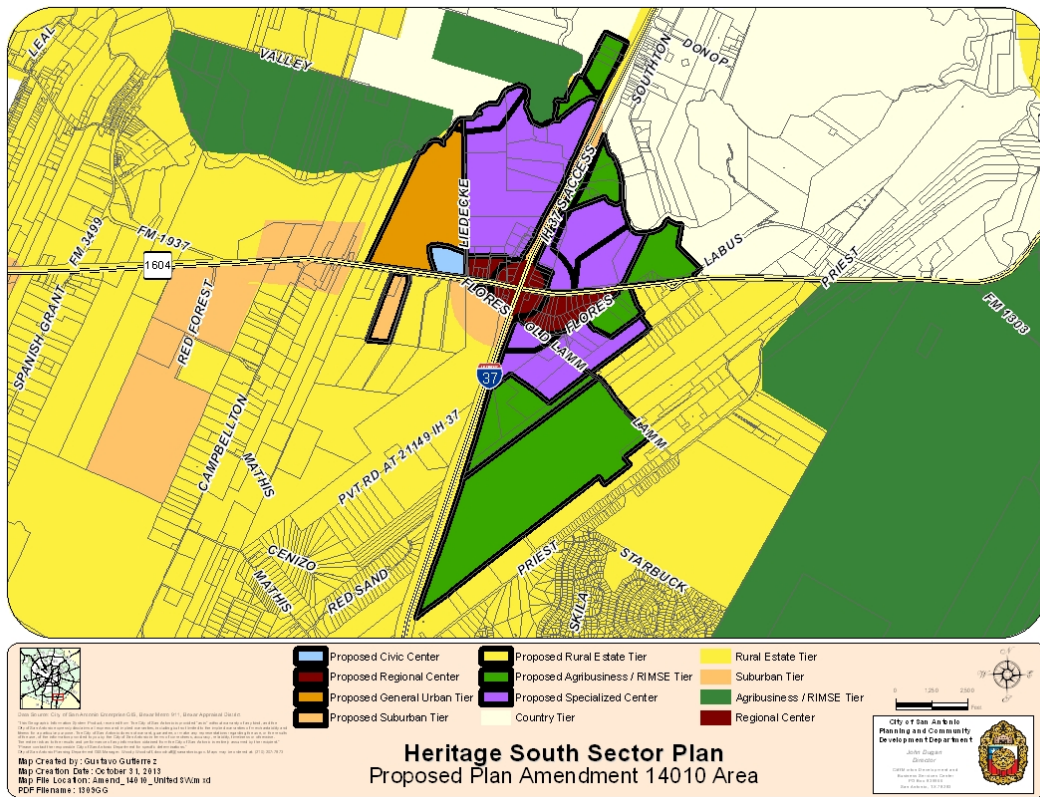 LEAL
VALLEY
SOUTHTON
DONOP
IH 37 S ACCESS
LIEDECKE
FM 3499
FM 1937
1604
LABUS
PRIEST
FM 1303
SPANISH GRANT
RED FOREST
FLORES
FLORES
OLD LAMM
37
CAMPBELLTON
MATHIS
PVT RD AT 21149 IH 37
LAMM
CENIZO
MATHIS
RED SAND
PRIEST
STARBUCK
SKILA
Proposed Civic Center
Proposed Regional Center
Proposed General Urban Tier
Proposed Suburban Tier
Proposed Rural Estate Tier
Proposed Agribusiness / RIMSE Tier
Proposed Specialized Center
Country Tier
Rural Estate Tier
Suburban Tier
Agribusiness / RIMSE Tier
Regional Center
Heritage South Sector Plan
Proposed Plan Amendment 14010 Area
Map Created by: Gustavo Gutierrez
Map Creation Date: October 31, 2013
PDF Filename: 1309GG
City of San Antonio
Planning and Community
Development Department
John Dugan
Director